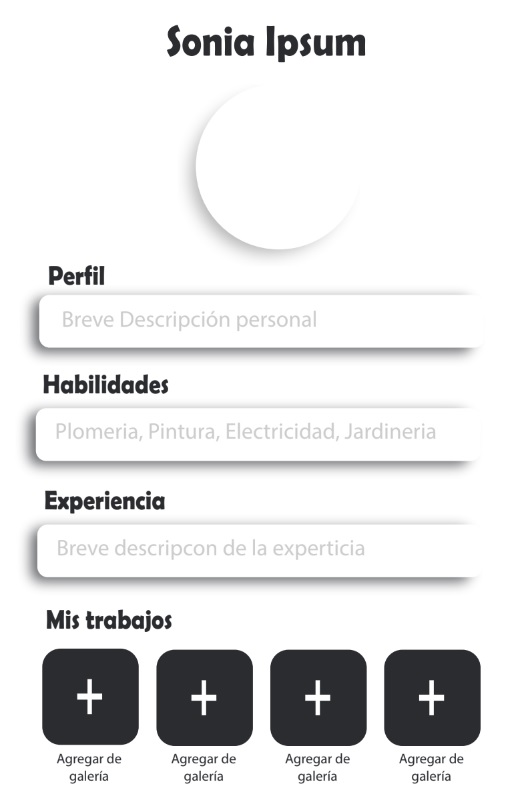 Sonia Ipsum
Perfil
Breve Descripción personal
Habilidades
Plomeria, Pintura, Electricidad, Jardineria
Experiencia
Breve descripcon de la experticia
Mis trabajos
+ + + +
Agregar de galería
Agregar de galería
Agregar de galería
Agregar de galería